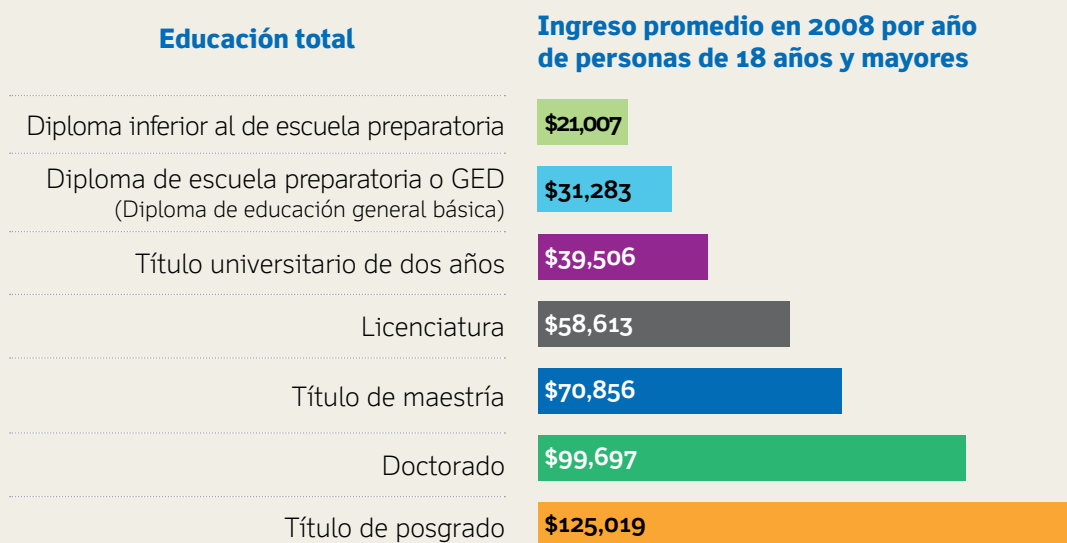 Educación total
Ingreso promedio en 2008 por año
de personas de 18 años y mayores
Diploma inferior al de escuela preparatoria
$21,007
Diploma de escuela preparatoria o GED
(Diploma de educación general básica)
$31,283
Título universitario de dos años
$39,506
Licenciatura
$58,613
Título de maestría
$70,856
Doctorado
$99,697
Título de posgrado
$125,019